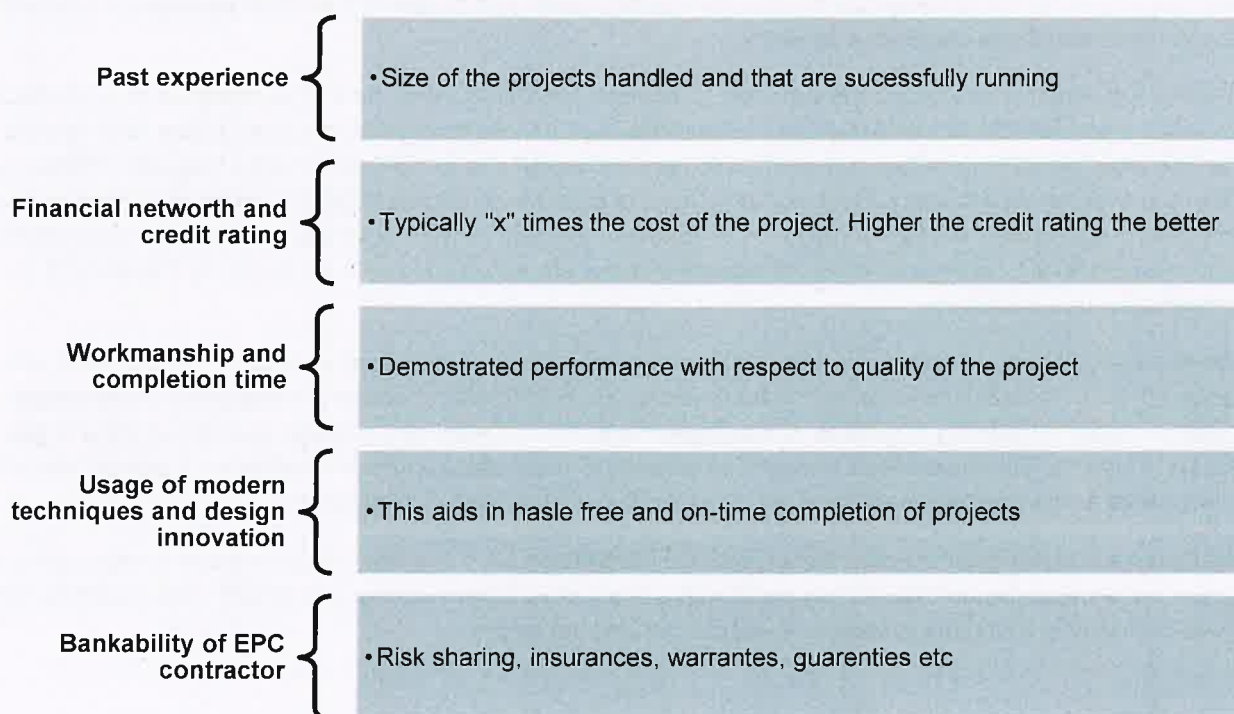 Past experience
• Size of the projects handled and that are sucessfully running
Financial networth and
credit rating
• Typically "x" times the cost of the project. Higher the credit rating the better
Workmanship and
completion time
• Demostrated performance with respect to quality of the project
Usage of modern
techniques and design
innovation
• This aids in hasle free and on-time completion of projects
Bankability of EPC
contractor
• Risk sharing, insurances, warrantes, guarenties etc